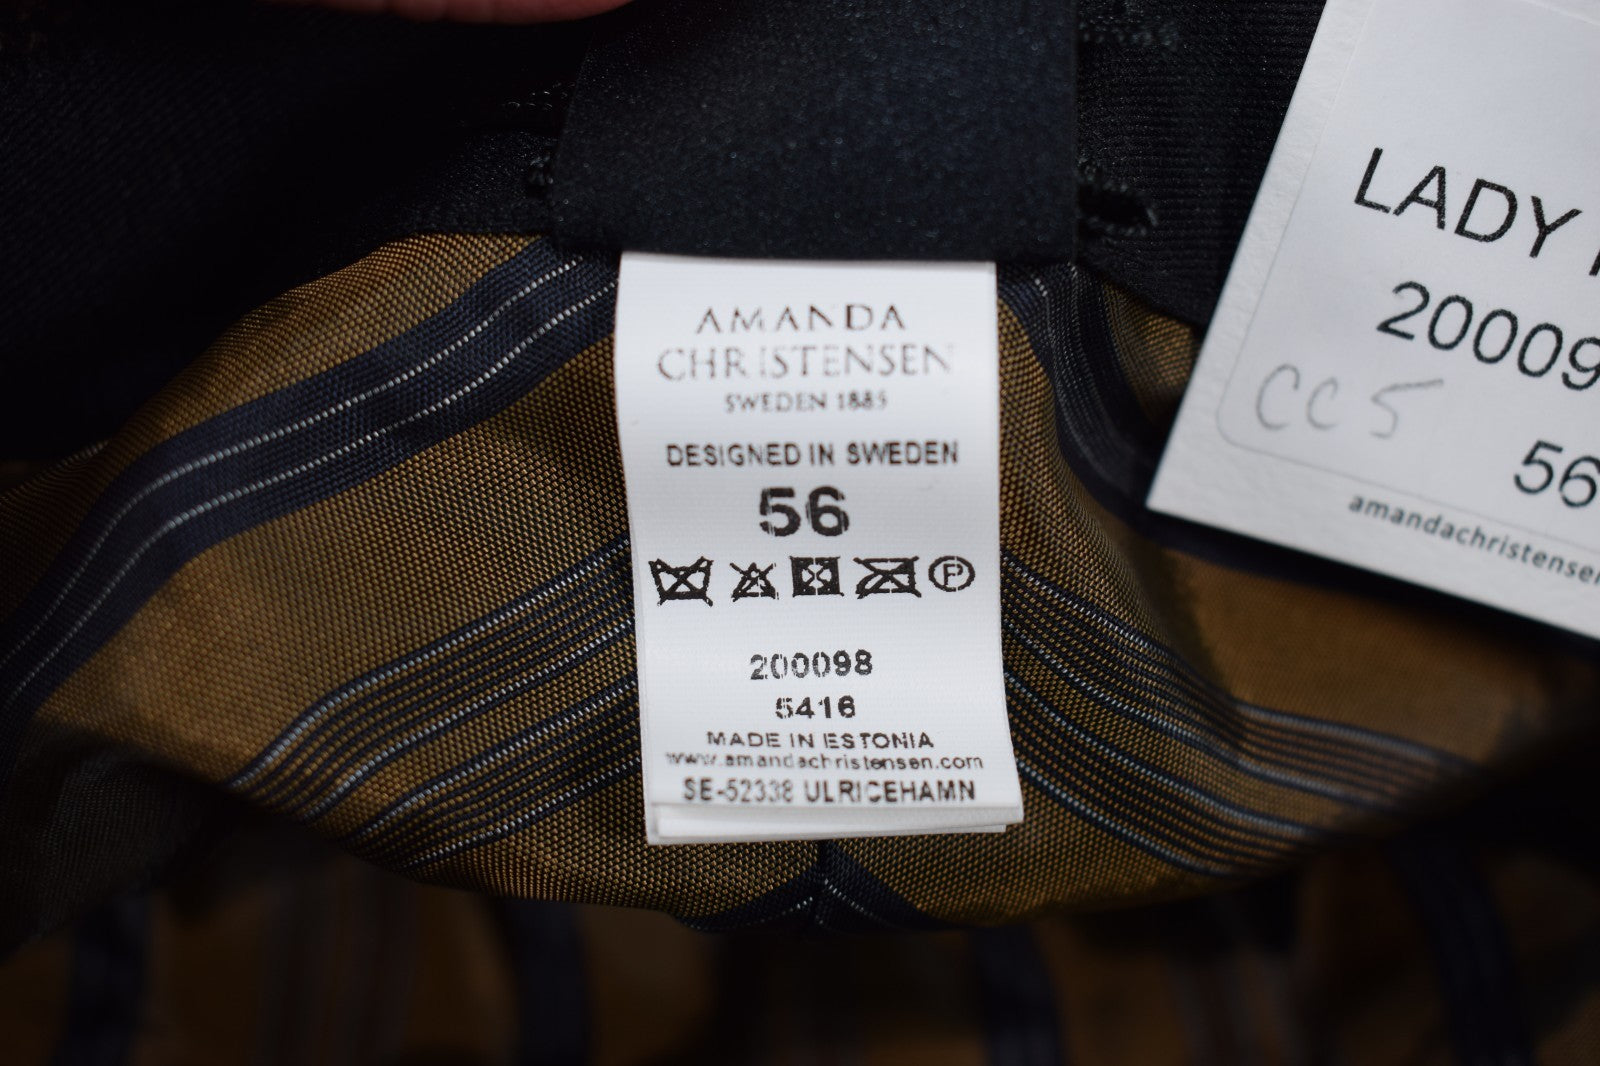 AMANDA
CHRISTENSEN
SWEDEN 1885
DESIGNED IN SWEDEN
56
P
200098
5416
MADE IN ESTONIA
www.amandachristensen.com
SE-52338 ULRICEHAMN
LADY
20009
CC5
56
amandachristensen